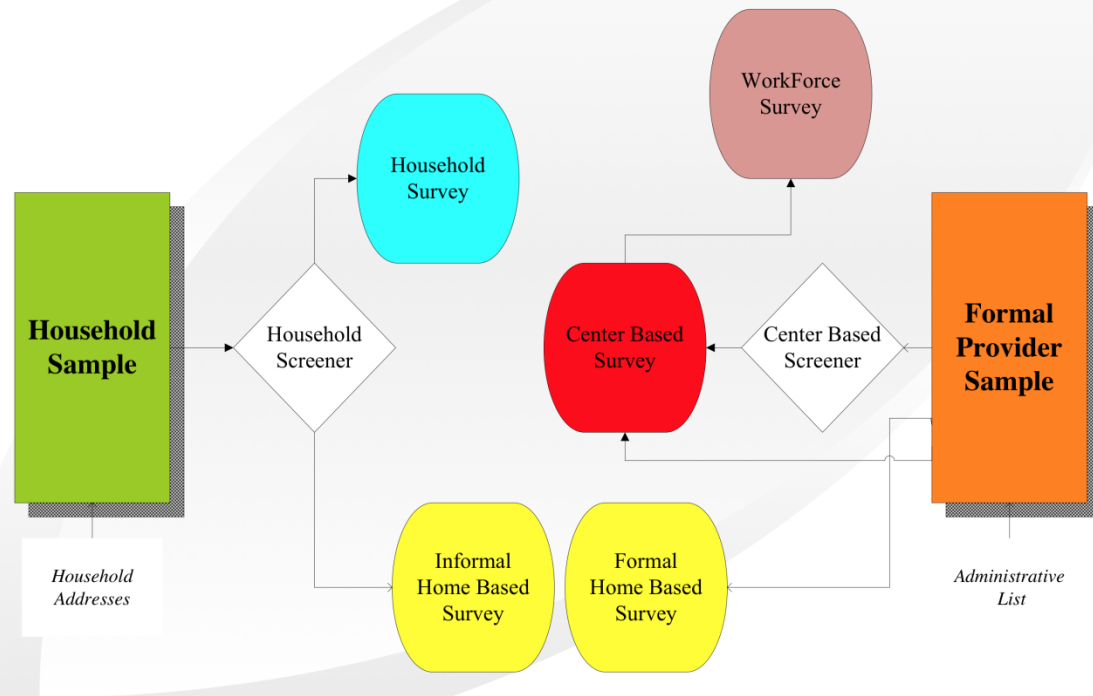 WorkForce
Survey
Household
Survey
Household
Sample
Household
Screener
Center Based
Survey
Center Based
Screener
Formal
Provider
Sample
Informal
Home Based
Survey
Formal
Home Based
Survey
Household
Addresses
Administrative
List